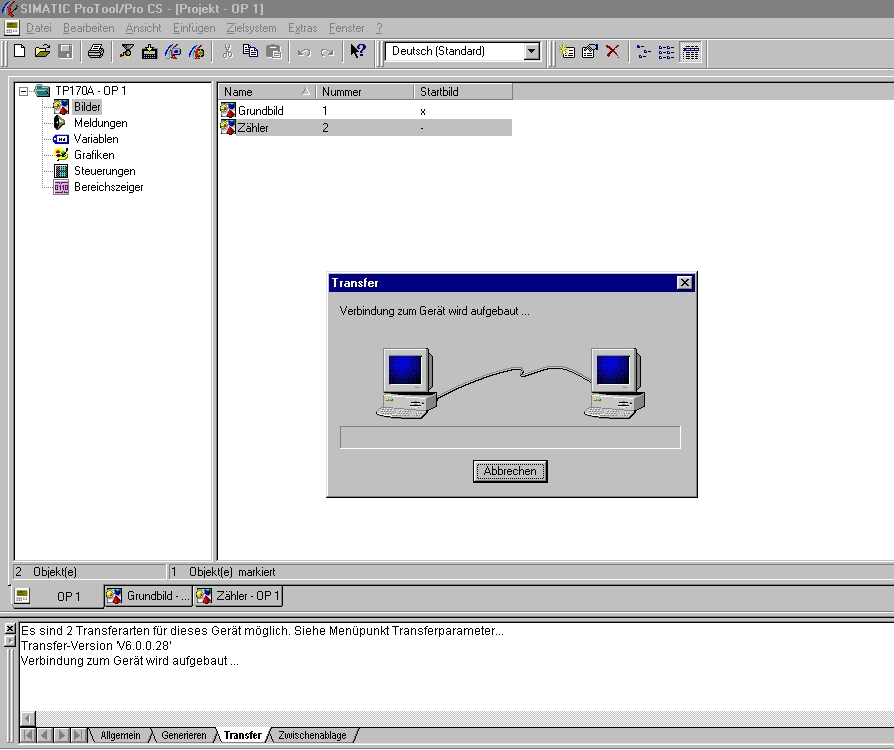 SIMATIC ProTool/Pro CS - [Projekt - OP 1]
Datei Bearbeiten Ansicht Einfügen Zielsystem Extras Fenster ?
Deutsch (Standard)
TP170A - OP 1
Bilder
Meldungen
Variablen
Grafiken
Steuerungen
Bereichszeiger
Name Nummer Startbild
Grundbild 1 x
Zähler 2 -
Transfer
Verbindung zum Gerät wird aufgebaut ...
Abbrechen
2 Objekt(e) 1 Objekt(e) markiert
OP 1 Grundbild - ... Zähler - OP 1
Es sind 2 Transferarten für dieses Gerät möglich. Siehe Menüpunkt Transferparameter...
Transfer-Version 'V6.0.0.28'
Verbindung zum Gerät wird aufgebaut ...
Allgemein Generieren Transfer Zwischenablage